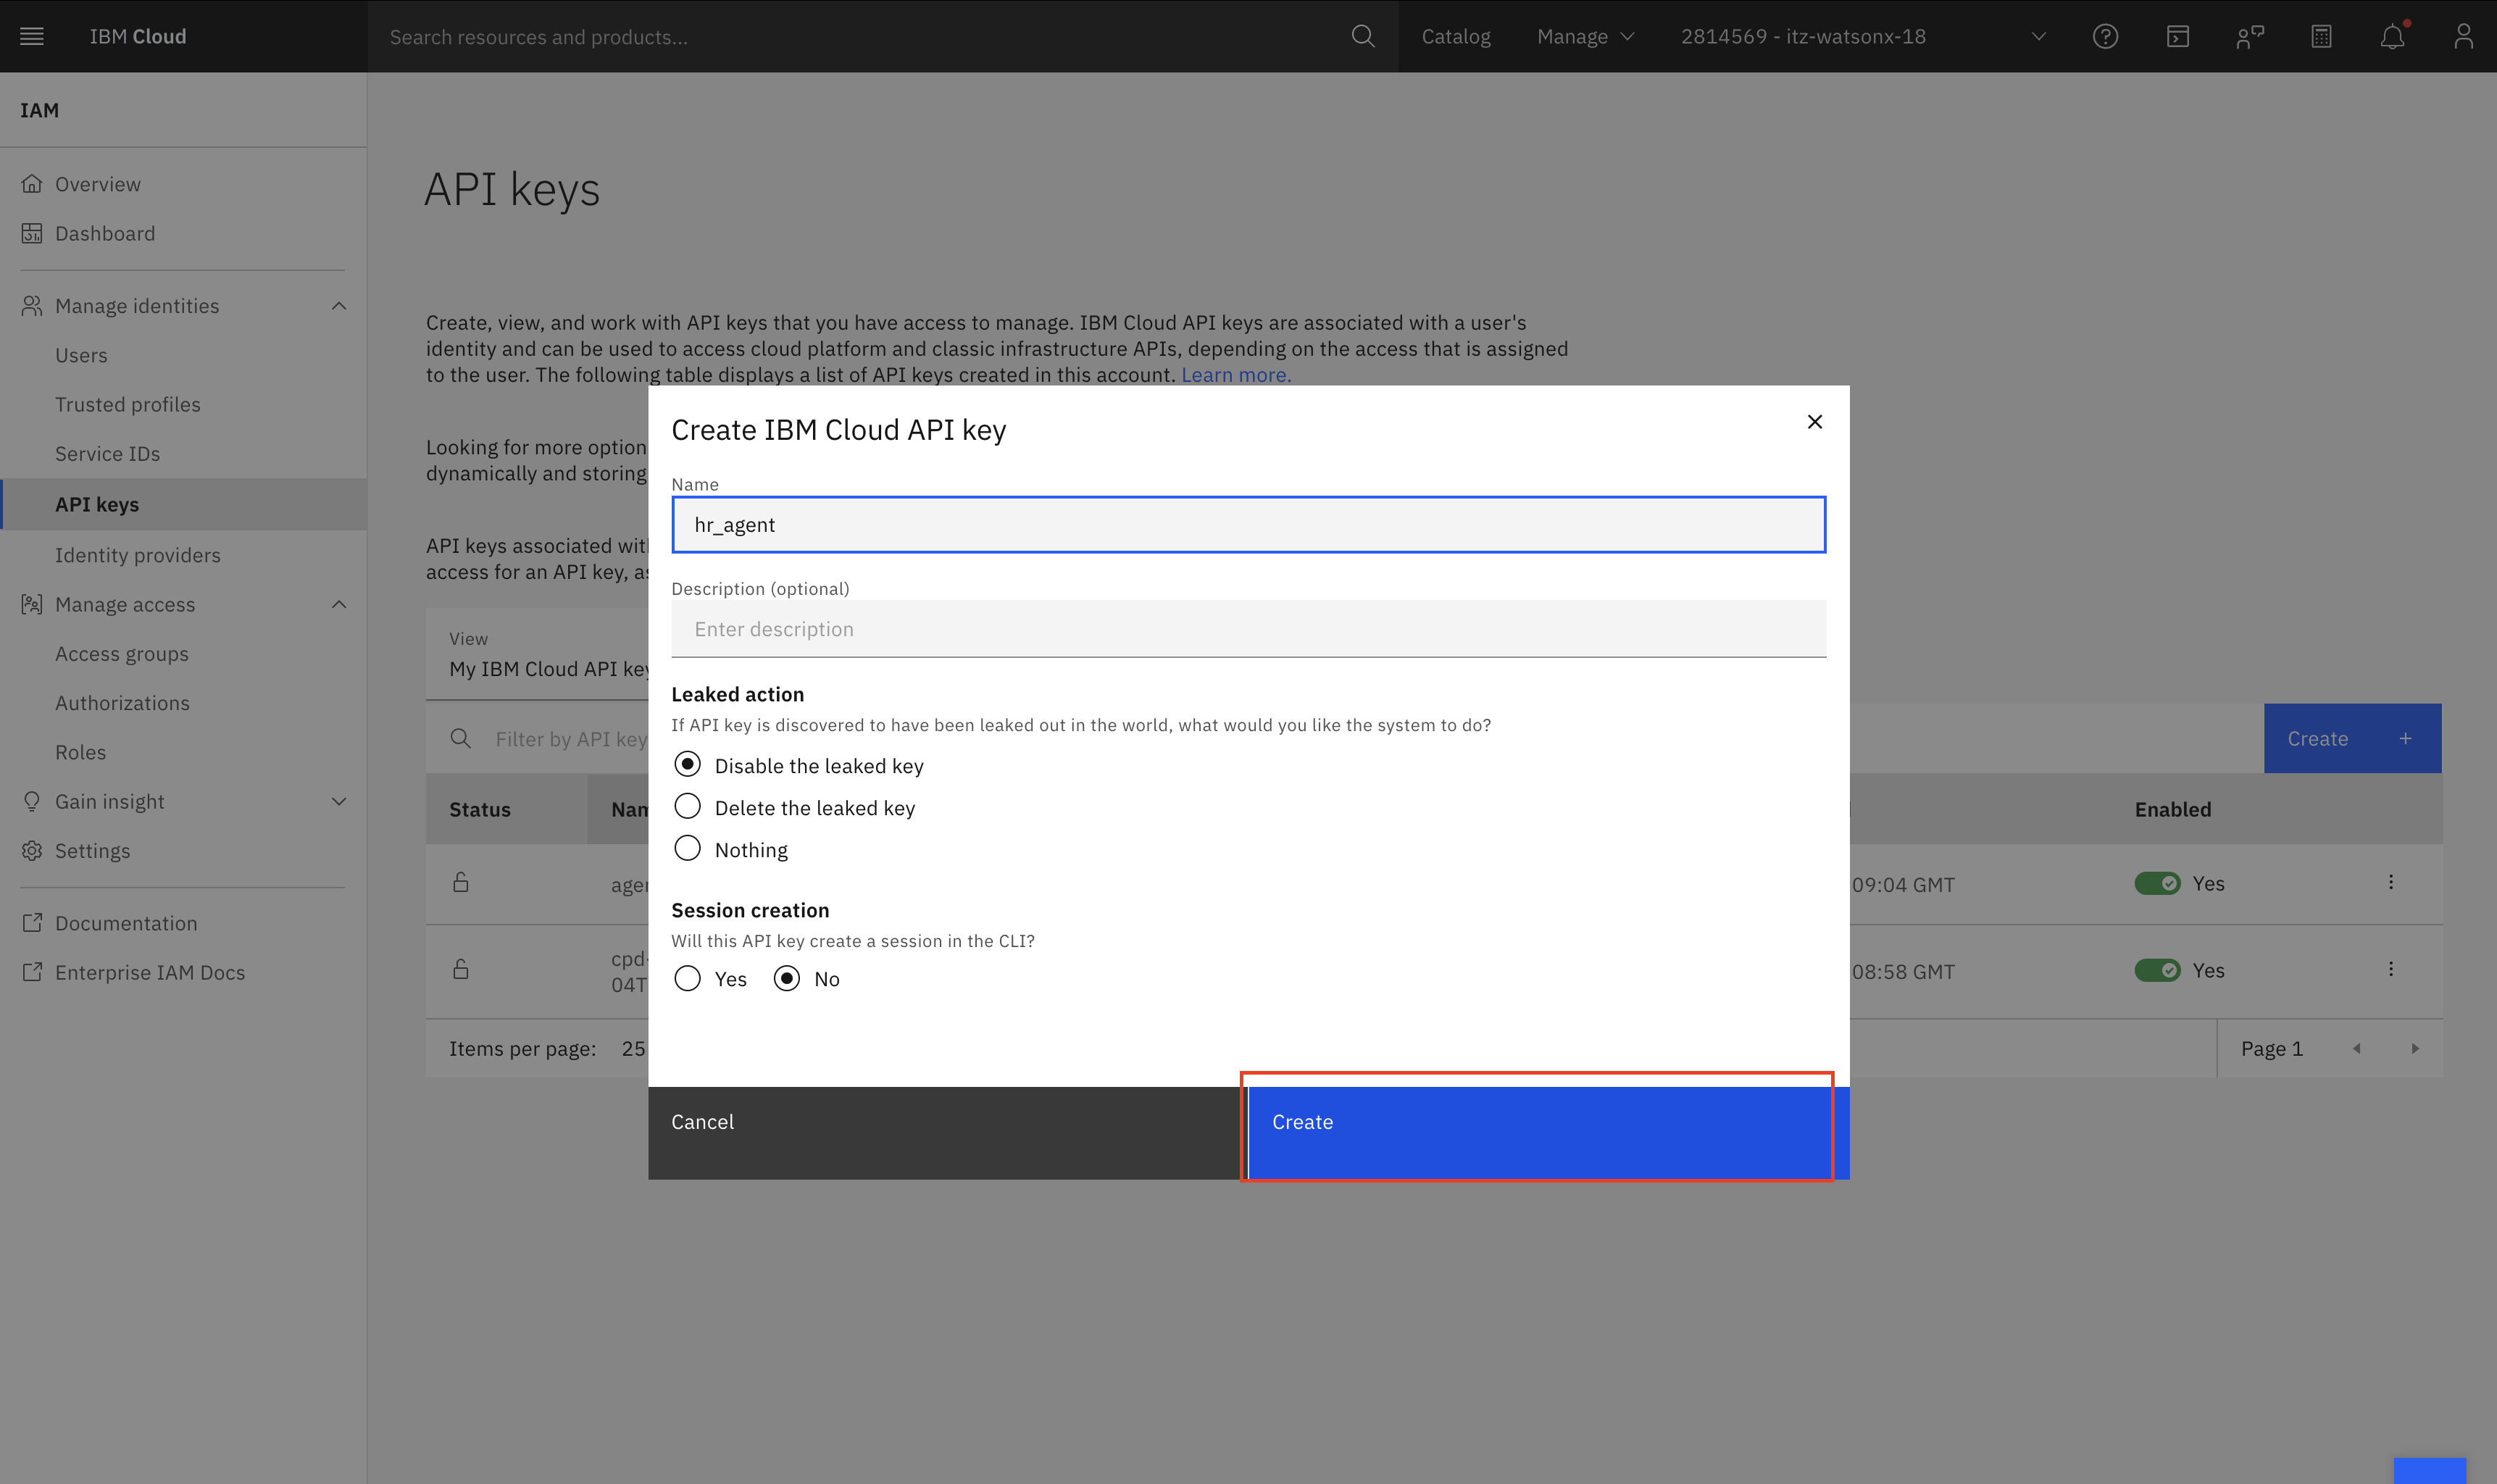 IBM Cloud
Search resources and products...
Catalog
Manage
2814569 - itz-watsonx-18
IAM
Overview
Dashboard
Manage identities
Users
Trusted profiles
Service IDs
API keys
Identity providers
Manage access
Access groups
Authorizations
Roles
Gain insight
Settings
Documentation
Enterprise IAM Docs
API keys
Create, view, and work with API keys that you have access to manage. IBM Cloud API keys are associated with a user's
identity and can be used to access cloud platform and classic infrastructure APIs, depending on the access that is assigned
to the user. The following table displays a list of API keys created in this account. Learn more.
Looking for more option
dynamically and storing
API keys associated wit
access for an API key, as
View
My IBM Cloud API key
Filter by API key
Create
Status
Nam
Enabled
ager
09:04 GMT
Yes
cpd-
04T
08:58 GMT
Yes
Items per page: 25
Page 1
Create IBM Cloud API key
Name
hr_agent
Description (optional)
Enter description
Leaked action
If API key is discovered to have been leaked out in the world, what would you like the system to do?
Disable the leaked key
Delete the leaked key
Nothing
Session creation
Will this API key create a session in the CLI?
Yes No
Cancel
Create